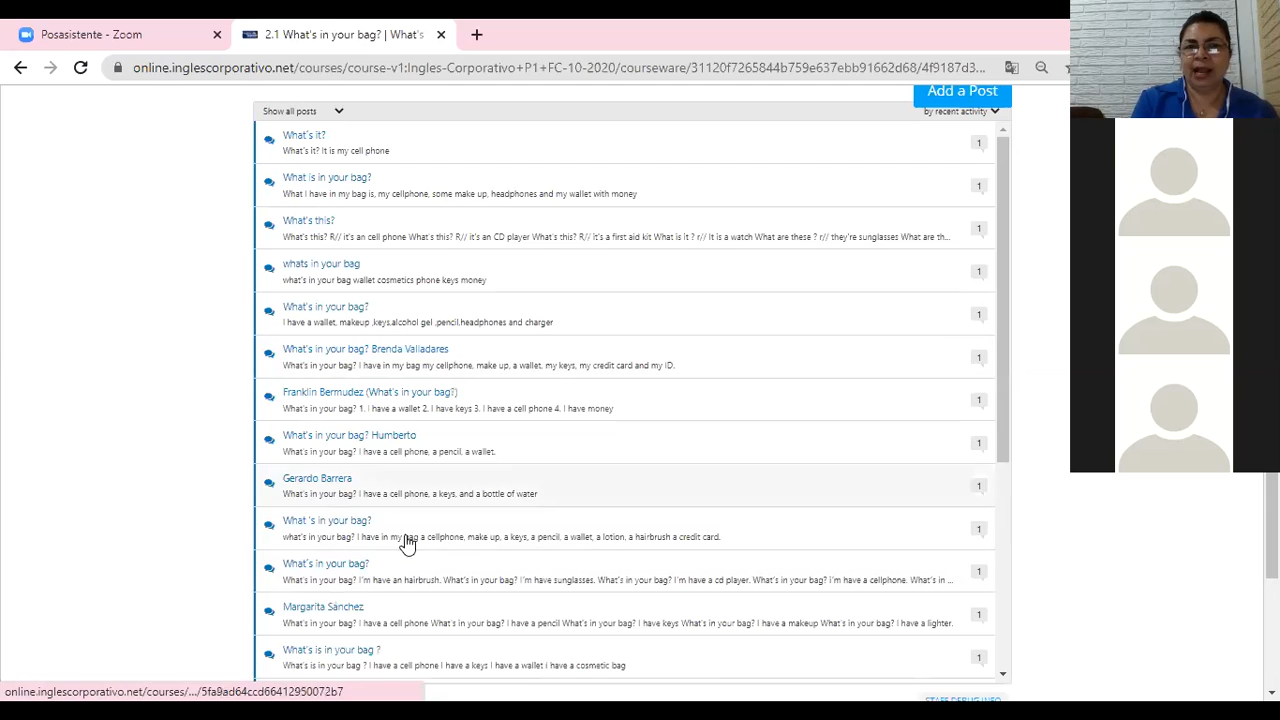 Posasistente - Zoom
2.1 What's in your bag | What
online.inglescorporativo.net/courses/course-v1
Add a Post
Show all posts
by recent activity
What's it?
What's it? It is my cell phone
1
What is in your bag?
What I have in my bag is, my cellphone, some make up, headphones and my wallet with money
1
What's this?
What's this? R// it's an cell phone What's this? R// it's an CD player What's this? R// it's a first aid kit What is it ? r// It is a watch What are these ? r// they're sunglasses What are th...
1
whats in your bag
what's in your bag wallet cosmetics phone keys money
1
What's in your bag?
I have a wallet, makeup ,keys,alcohol gel ,pencil.headphones and charger
1
What's in your bag? Brenda Valladares
What's in your bag? I have in my bag my cellphone, make up, a wallet, my keys, my credit card and my ID.
1
Franklin Bermudez (What's in your bag?)
What's in your bag? 1. I have a wallet 2. I have keys 3. I have a cell phone 4. I have money
1
What's in your bag? Humberto
What's in your bag? I have a cell phone, a pencil, a wallet.
1
Gerardo Barrera
What's in your bag? I have a cell phone, a keys, and a bottle of water
1
What 's in your bag?
what's in your bag? I have in my bag a cellphone, make up, a keys, a pencil, a wallet, a lotion, a hairbrush a credit card.
1
What's in your bag?
What's in your bag? I'm have an hairbrush. What's in your bag? I'm have sunglasses. What's in your bag? I'm have a cd player. What's in your bag? I'm have a cellphone. What's in ...
1
Margarita Sánchez
What's in your bag? I have a cell phone What's in your bag? I have a pencil What's in your bag? I have keys What's in your bag? I have a makeup What's in your bag? I have a lighter.
1
What's is in your bag ?
What's is in your bag ? I have a cell phone I have a keys I have a wallet i have a cosmetic bag
1
STAFF DEBUG INFO
online.inglescorporativo.net/courses/.../5fa9ad64ccd66412be0072b7